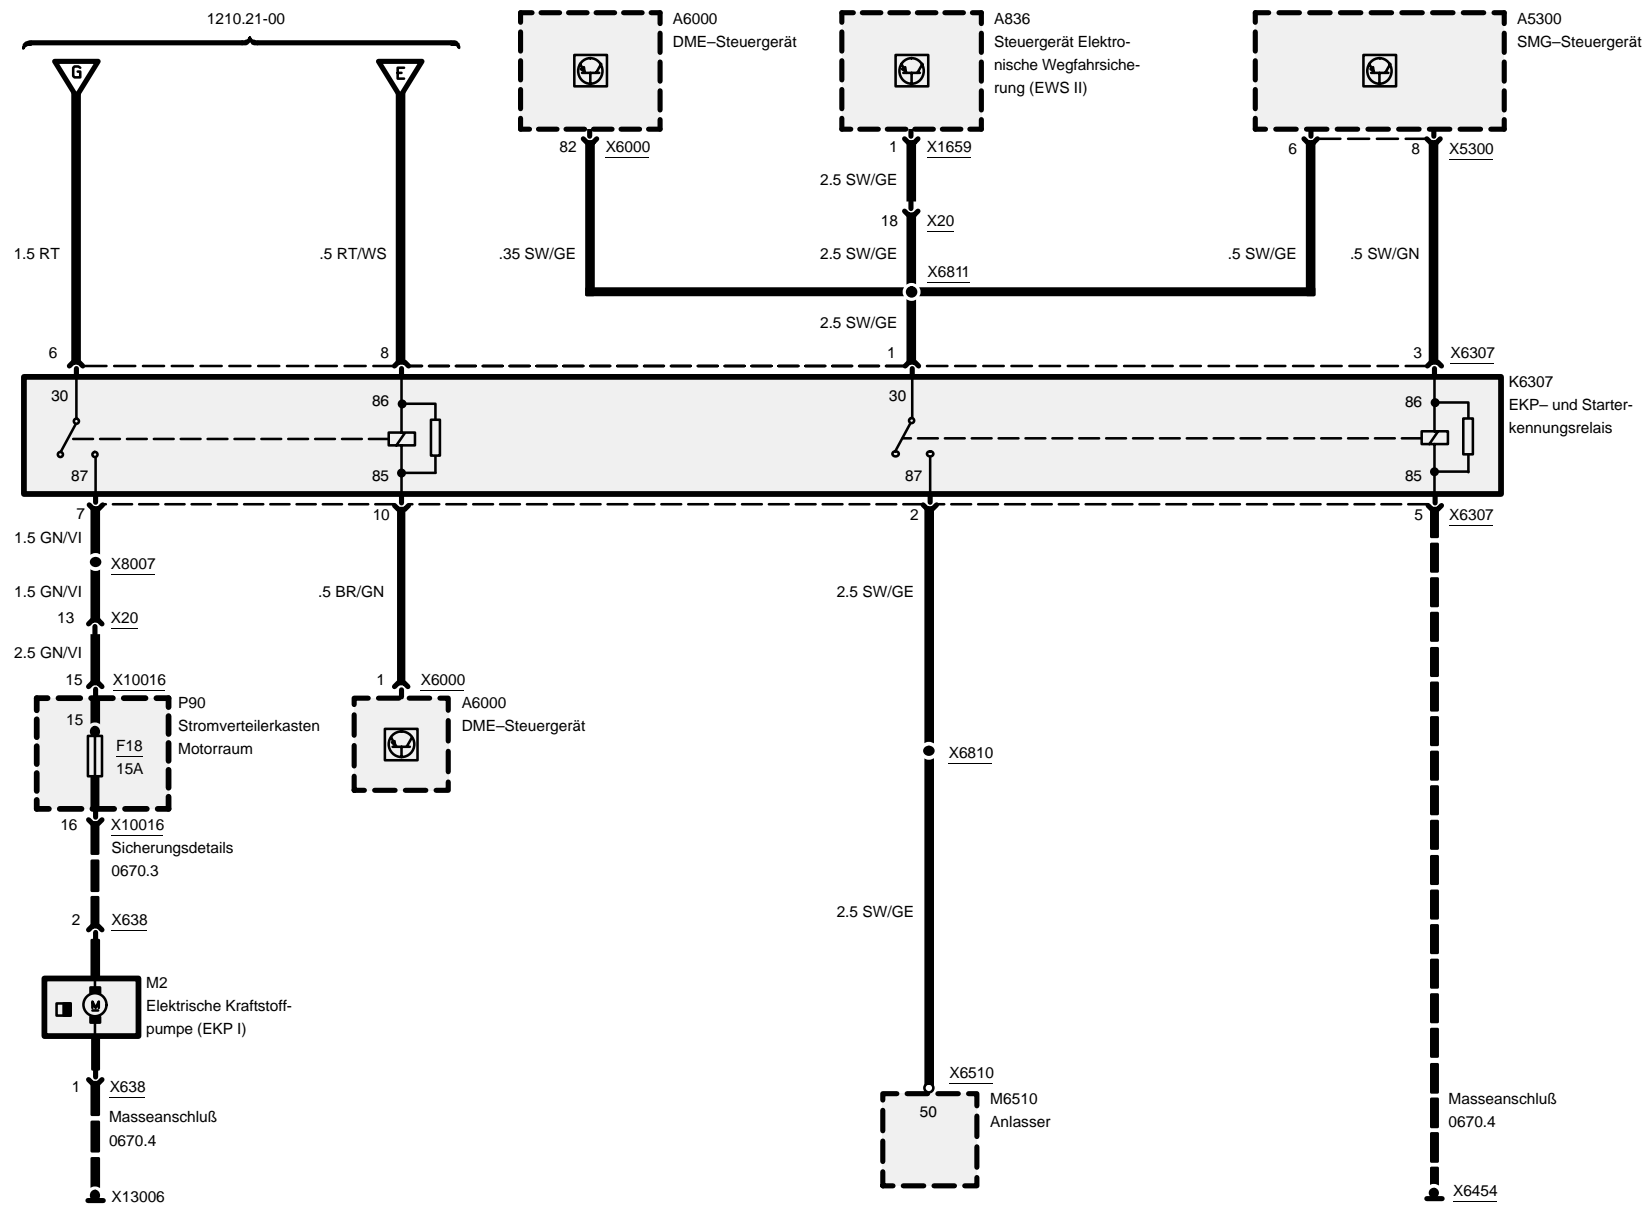 1210.21-00
G
E
A6000
DME–Steuergerät
A836
Steuergerät Elektro-
nische Wegfahrsiche-
rung (EWS II)
A5300
SMG–Steuergerät
82 X6000
1 X1659
6 8 X5300
2.5 SW/GE
18 X20
1.5 RT .5 RT/WS .35 SW/GE 2.5 SW/GE .5 SW/GE .5 SW/GN
X6811
2.5 SW/GE
6 8 1 3 X6307
K6307
EKP– und Starter-
kennungsrelais
30 86 30 86
87 85 87 85
7 10 2 5 X6307
1.5 GN/VI
X8007
1.5 GN/VI .5 BR/GN 2.5 SW/GE
13 X20
2.5 GN/VI
15 X10016 1 X6000
P90
Stromverteilerkasten
Motorraum
A6000
DME–Steuergerät
15
F18
15A
X6810
16 X10016
Sicherungsdetails
0670.3
2 X638 2.5 SW/GE
M2
Elektrische Kraftstoff-
pumpe (EKP I)
M
1 X638
Masseanschluß
0670.4
X13006
X6510
M6510
Anlasser
50
Masseanschluß
0670.4
X6454